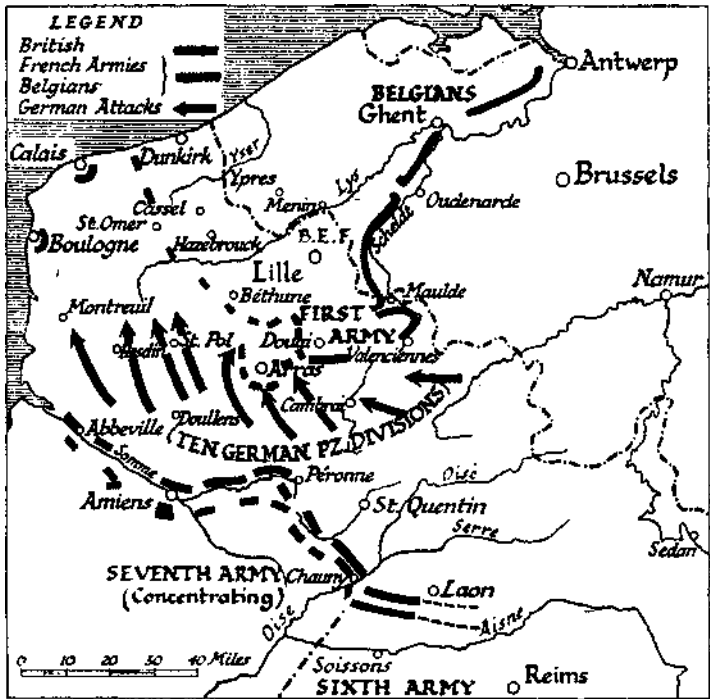 LEGEND
British
French Armies
Belgians
German Attacks
Antwerp
BELGIANS
Ghent
Calais
Dunkirk
Yser
Ypres
Lys
Brussels
Cassel
Menin
Oudenarde
St. Omer
Scheldt
Boulogne
Hazebrouck
B.E.F.
Lille
Namur
Béthune
Maulde
Montreuil
FIRST
ARMY
St. Pol
Douai
Valenciennes
Arras
Cambrai
Abbeville
Doullens
(TEN GERMAN PZ. DIVISIONS)
Somme
Péronne
Oise
Amiens
St. Quentin
Serre
Sedan
SEVENTH ARMY
(Concentrating)
Chauny
Laon
Oise
Aisne
0 10 20 30 40 Miles
Soissons
SIXTH ARMY
Reims